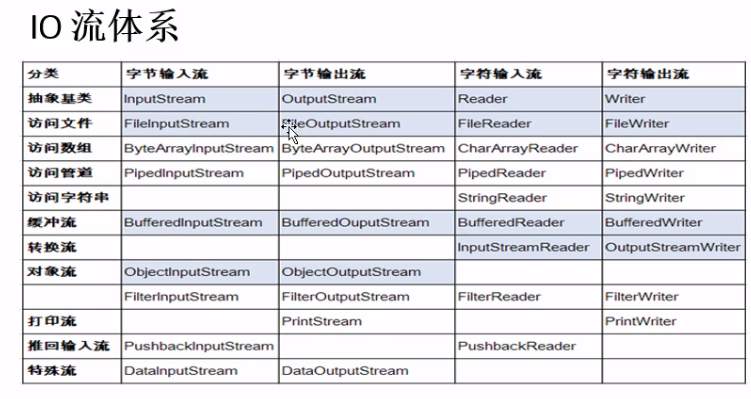 IO 流体系
分类 字节输入流 字节输出流 字符输入流 字符输出流
抽象基类 InputStream OutputStream Reader Writer
访问文件 FileInputStream FileOutputStream FileReader FileWriter
访问数组 ByteArrayInputStream ByteArrayOutputStream CharArrayReader CharArrayWriter
访问管道 PipedInputStream PipedOutputStream PipedReader PipedWriter
访问字符串 StringReader StringWriter
缓冲流 BufferedInputStream BufferedOuputStream BufferedReader BufferedWriter
转换流 InputStreamReader OutputStreamWriter
对象流 ObjectInputStream ObjectOutputStream
FilterInputStream FilterOutputStream FilterReader FilterWriter
打印流 PrintStream PrintWriter
推回输入流 PushbackInputStream PushbackReader
特殊流 DataInputStream DataOutputStream